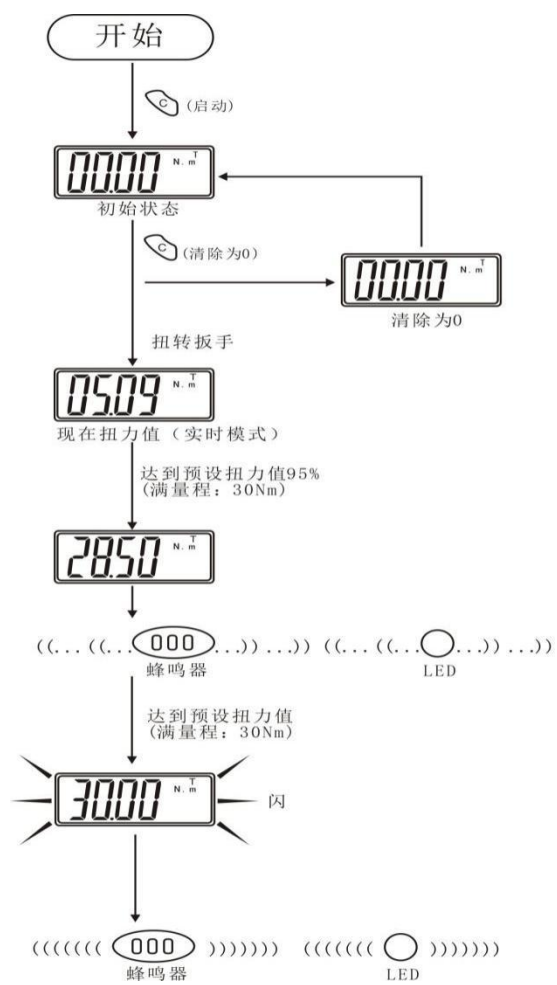 开始
C (启动)
00.00 N.m T
初始状态
C (清除为0)
00.00 N.m T
清除为0
扭转扳手
05.09 N.m T
现在扭力值（实时模式）
达到预设扭力值95%
(满量程：30Nm)
28.50 N.m T
((... ((... 000 ...)) ...)) ((... ((... ...)) ...))
蜂鸣器 LED
达到预设扭力值
(满量程：30Nm)
30.00 N.m T 闪
((((((( 000 ))))))) ((((((( )))))))
蜂鸣器 LED